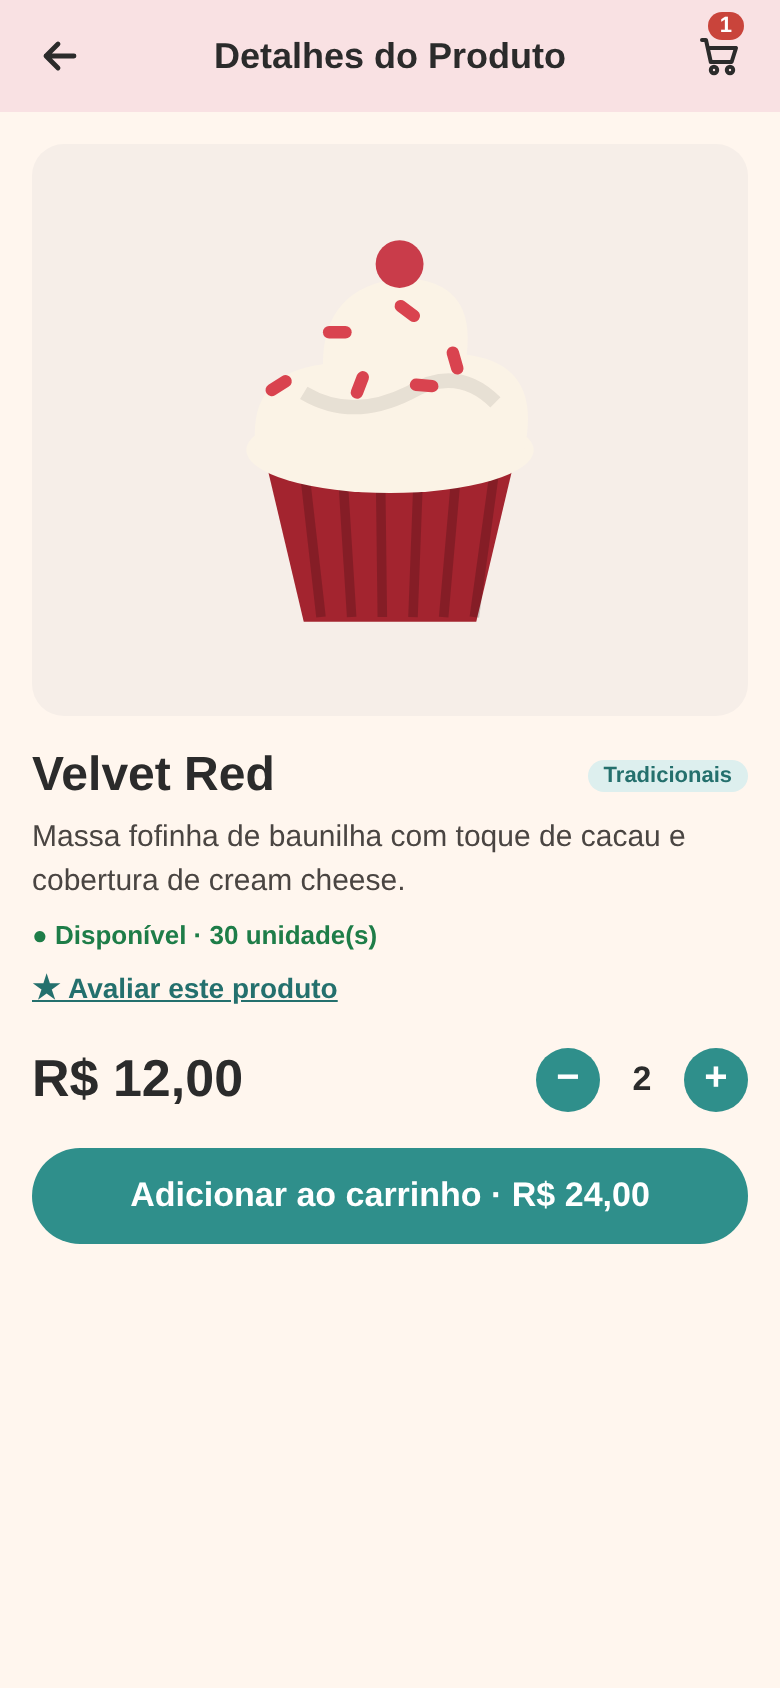 1
Detalhes do Produto
Velvet Red
Tradicionais
Massa fofinha de baunilha com toque de cacau e
cobertura de cream cheese.
● Disponível · 30 unidade(s)
★ Avaliar este produto
R$ 12,00
− 2 +
Adicionar ao carrinho · R$ 24,00